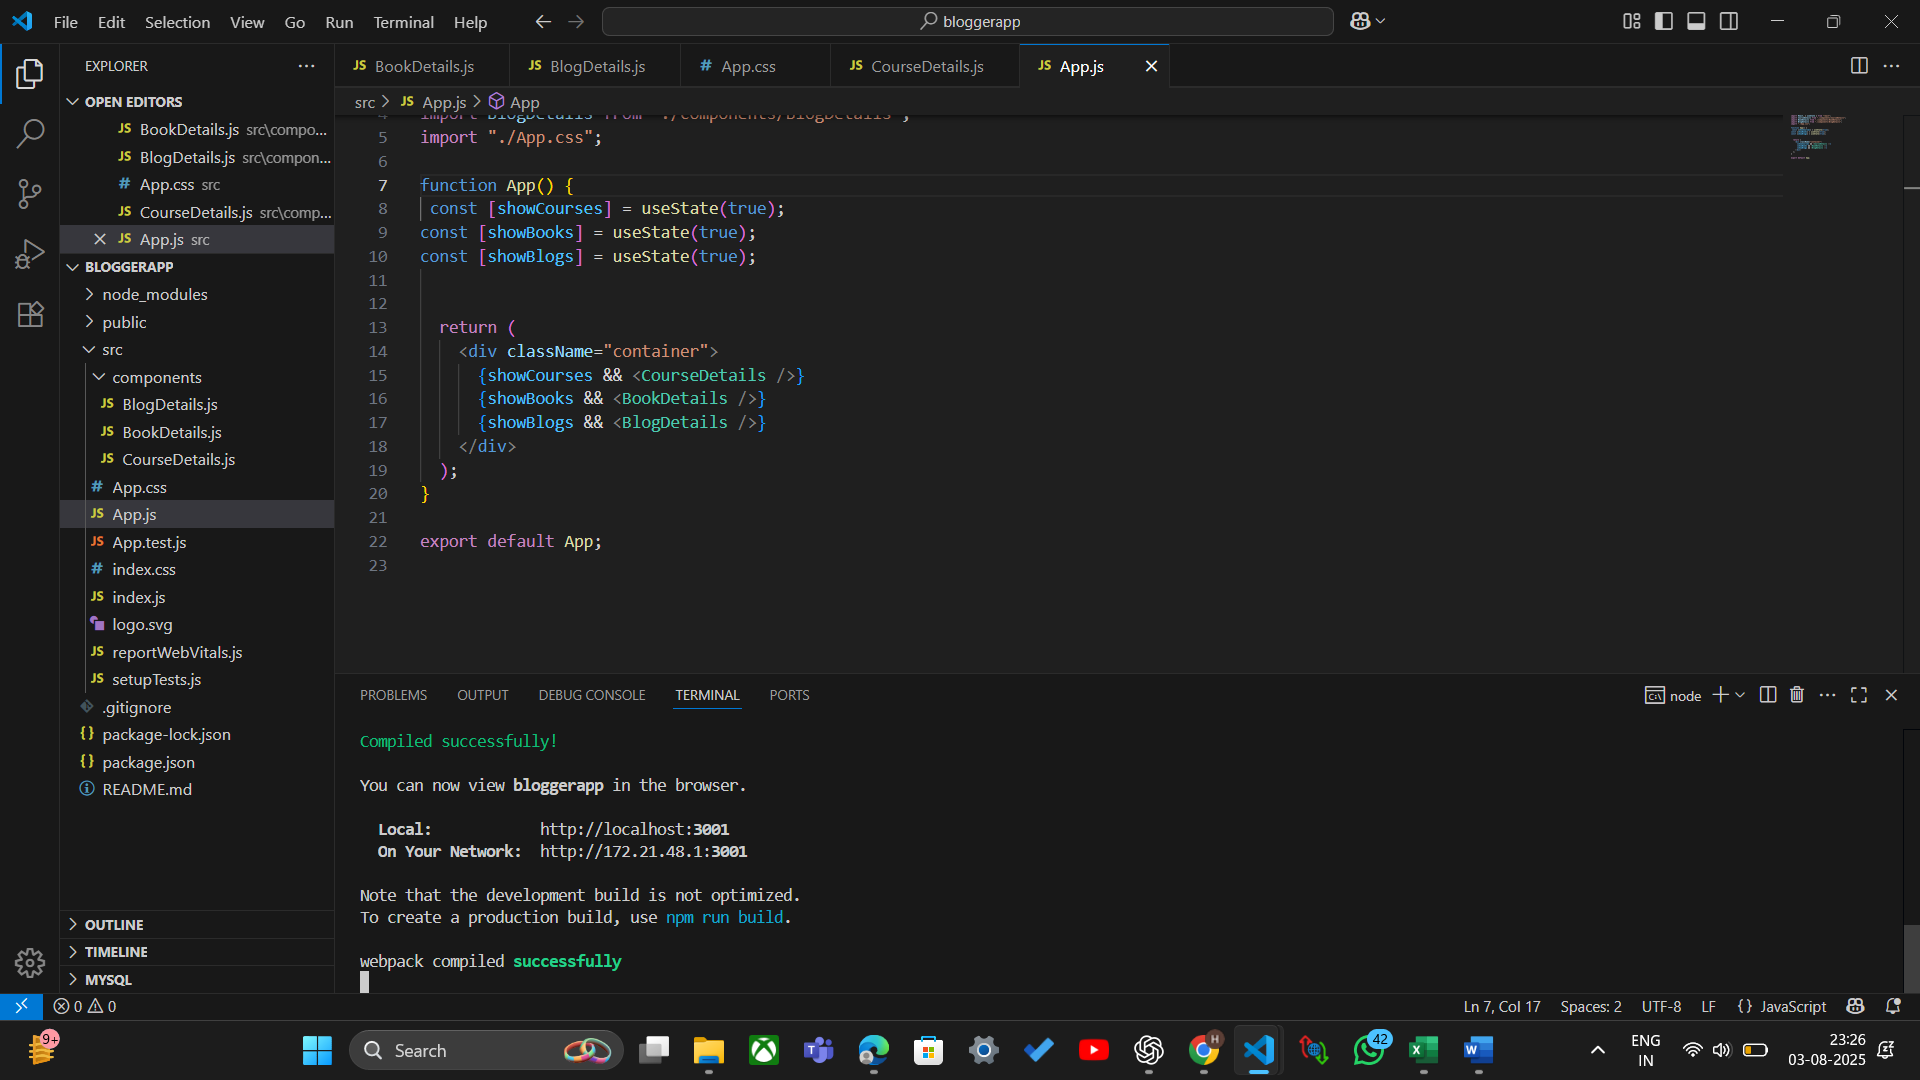 File Edit Selection View Go Run Terminal Help
bloggerapp
EXPLORER
OPEN EDITORS
JS BookDetails.js src\compo...
JS BlogDetails.js src\compon...
# App.css src
JS CourseDetails.js src\comp...
JS App.js src
BLOGGERAPP
node_modules
public
src
components
JS BlogDetails.js
JS BookDetails.js
JS CourseDetails.js
# App.css
JS App.js
JS App.test.js
# index.css
JS index.js
logo.svg
JS reportWebVitals.js
JS setupTests.js
.gitignore
{} package-lock.json
{} package.json
README.md
OUTLINE
TIMELINE
MYSQL
JS BookDetails.js JS BlogDetails.js # App.css JS CourseDetails.js JS App.js
src > JS App.js > App
4 import BlogDetails from "./components/BlogDetails";
5 import "./App.css";
6
7 function App() {
8 const [showCourses] = useState(true);
9 const [showBooks] = useState(true);
10 const [showBlogs] = useState(true);
11
12
13 return (
14 <div className="container">
15 {showCourses && <CourseDetails />}
16 {showBooks && <BookDetails />}
17 {showBlogs && <BlogDetails />}
18 </div>
19 );
20 }
21
22 export default App;
23
PROBLEMS OUTPUT DEBUG CONSOLE TERMINAL PORTS
node
Compiled successfully!
You can now view bloggerapp in the browser.
Local: http://localhost:3001
On Your Network: http://172.21.48.1:3001
Note that the development build is not optimized.
To create a production build, use npm run build.
webpack compiled successfully
0 0
Ln 7, Col 17 Spaces: 2 UTF-8 LF {} JavaScript
9+
Search
H
42
ENG
IN
23:26
03-08-2025